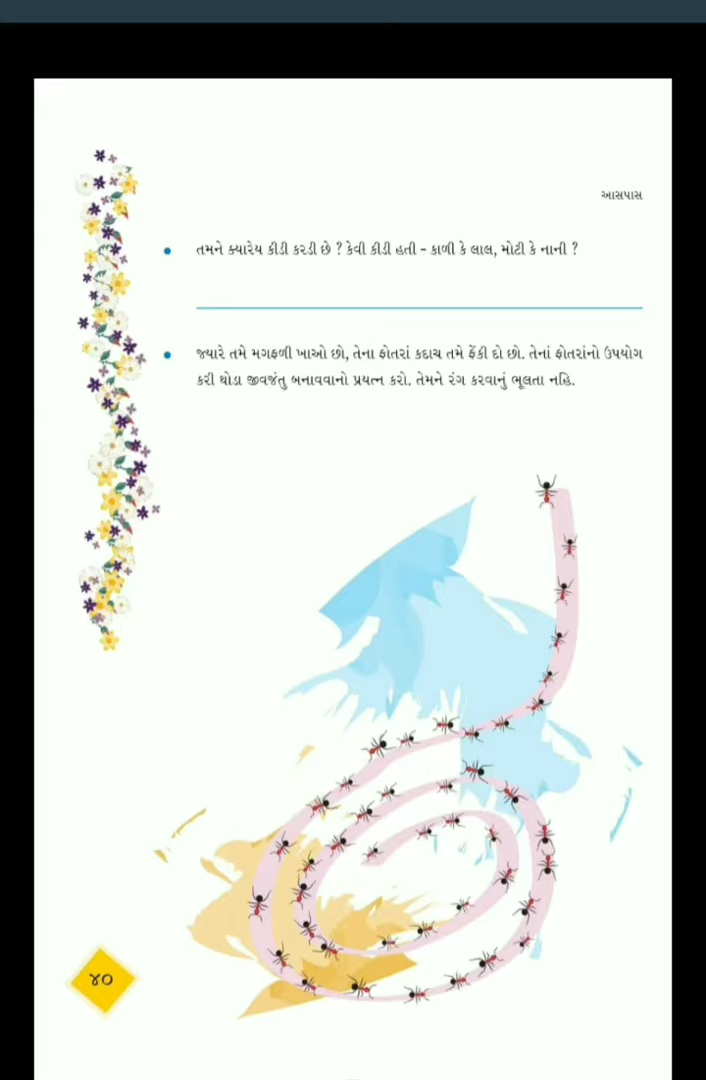 આસપાસ
તમને ક્યારેય કીડી કરડી છે ? કેવી કીડી હતી - કાળી કે લાલ, મોટી કે નાની ?
જ્યારે તમે મગફળી ખાઓ છો, તેના ફોતરાં કદાચ તમે ફેંકી દો છો. તેનાં ફોતરાંનો ઉપયોગ
કરી થોડા જીવજંતુ બનાવવાનો પ્રયત્ન કરો. તેમને રંગ કરવાનું ભૂલતા નહિ.
૪૦